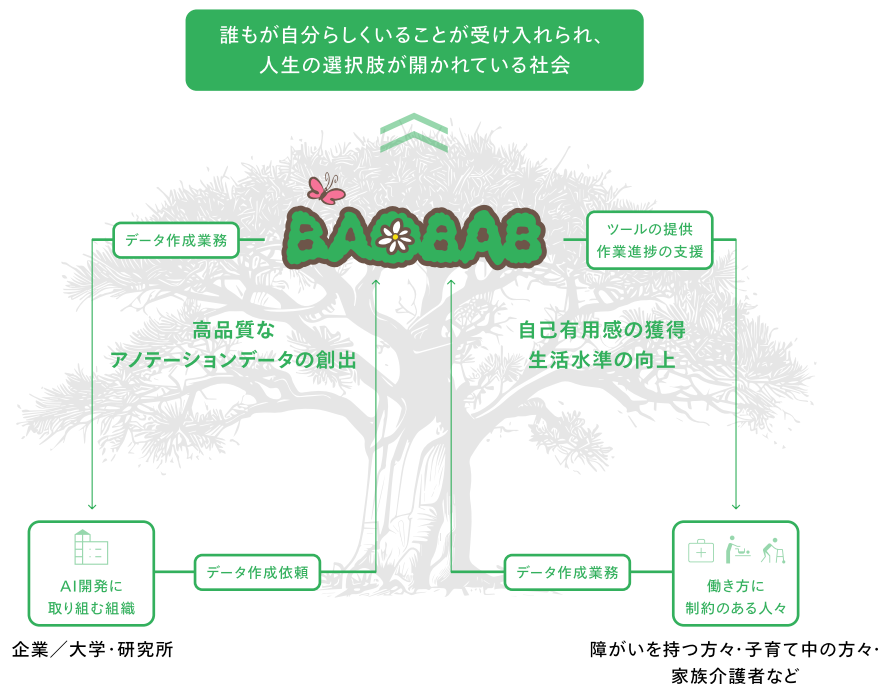 誰もが自分らしくいることが受け入れられ、
人生の選択肢が開かれている社会
BAOBAB
データ作成業務
ツールの提供
作業進捗の支援
高品質な
アノテーションデータの創出
自己有用感の獲得
生活水準の向上
AI開発に
取り組む組織
データ作成依頼
データ作成業務
働き方に
制約のある人々
企業／大学・研究所
障がいを持つ方々・子育て中の方々・
家族介護者など